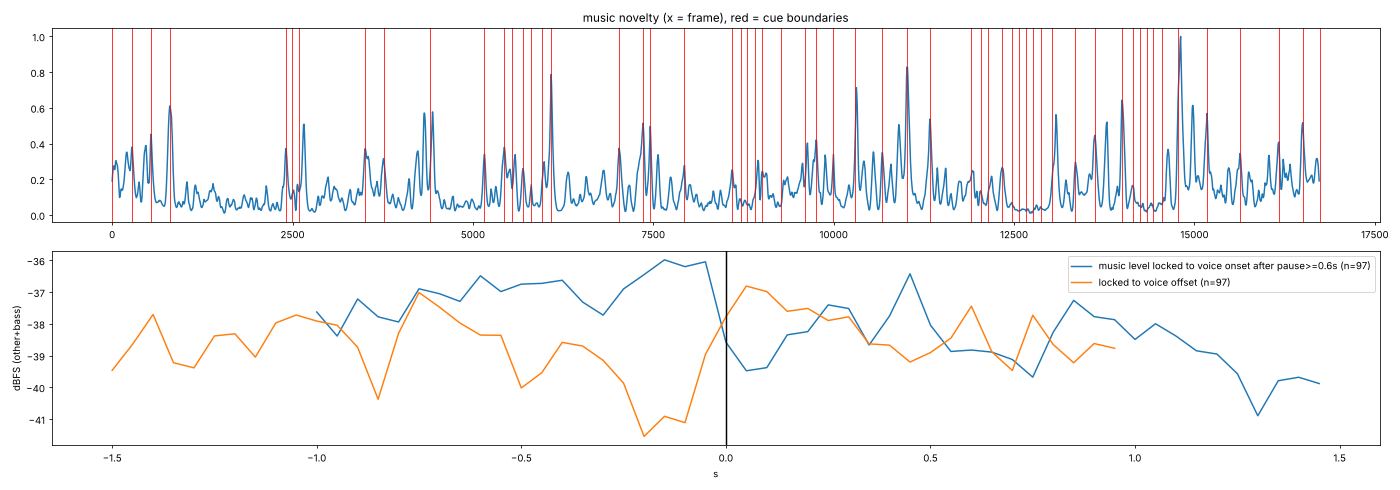 music novelty (x = frame), red = cue boundaries
1.0
0.8
0.6
0.4
0.2
0.0
0 2500 5000 7500 10000 12500 15000 17500
music level locked to voice onset after pause>=0.6s (n=97)
locked to voice offset (n=97)
dBFS (other+bass)
−36
−37
−38
−39
−40
−41
−1.5 −1.0 −0.5 0.0 0.5 1.0 1.5
s